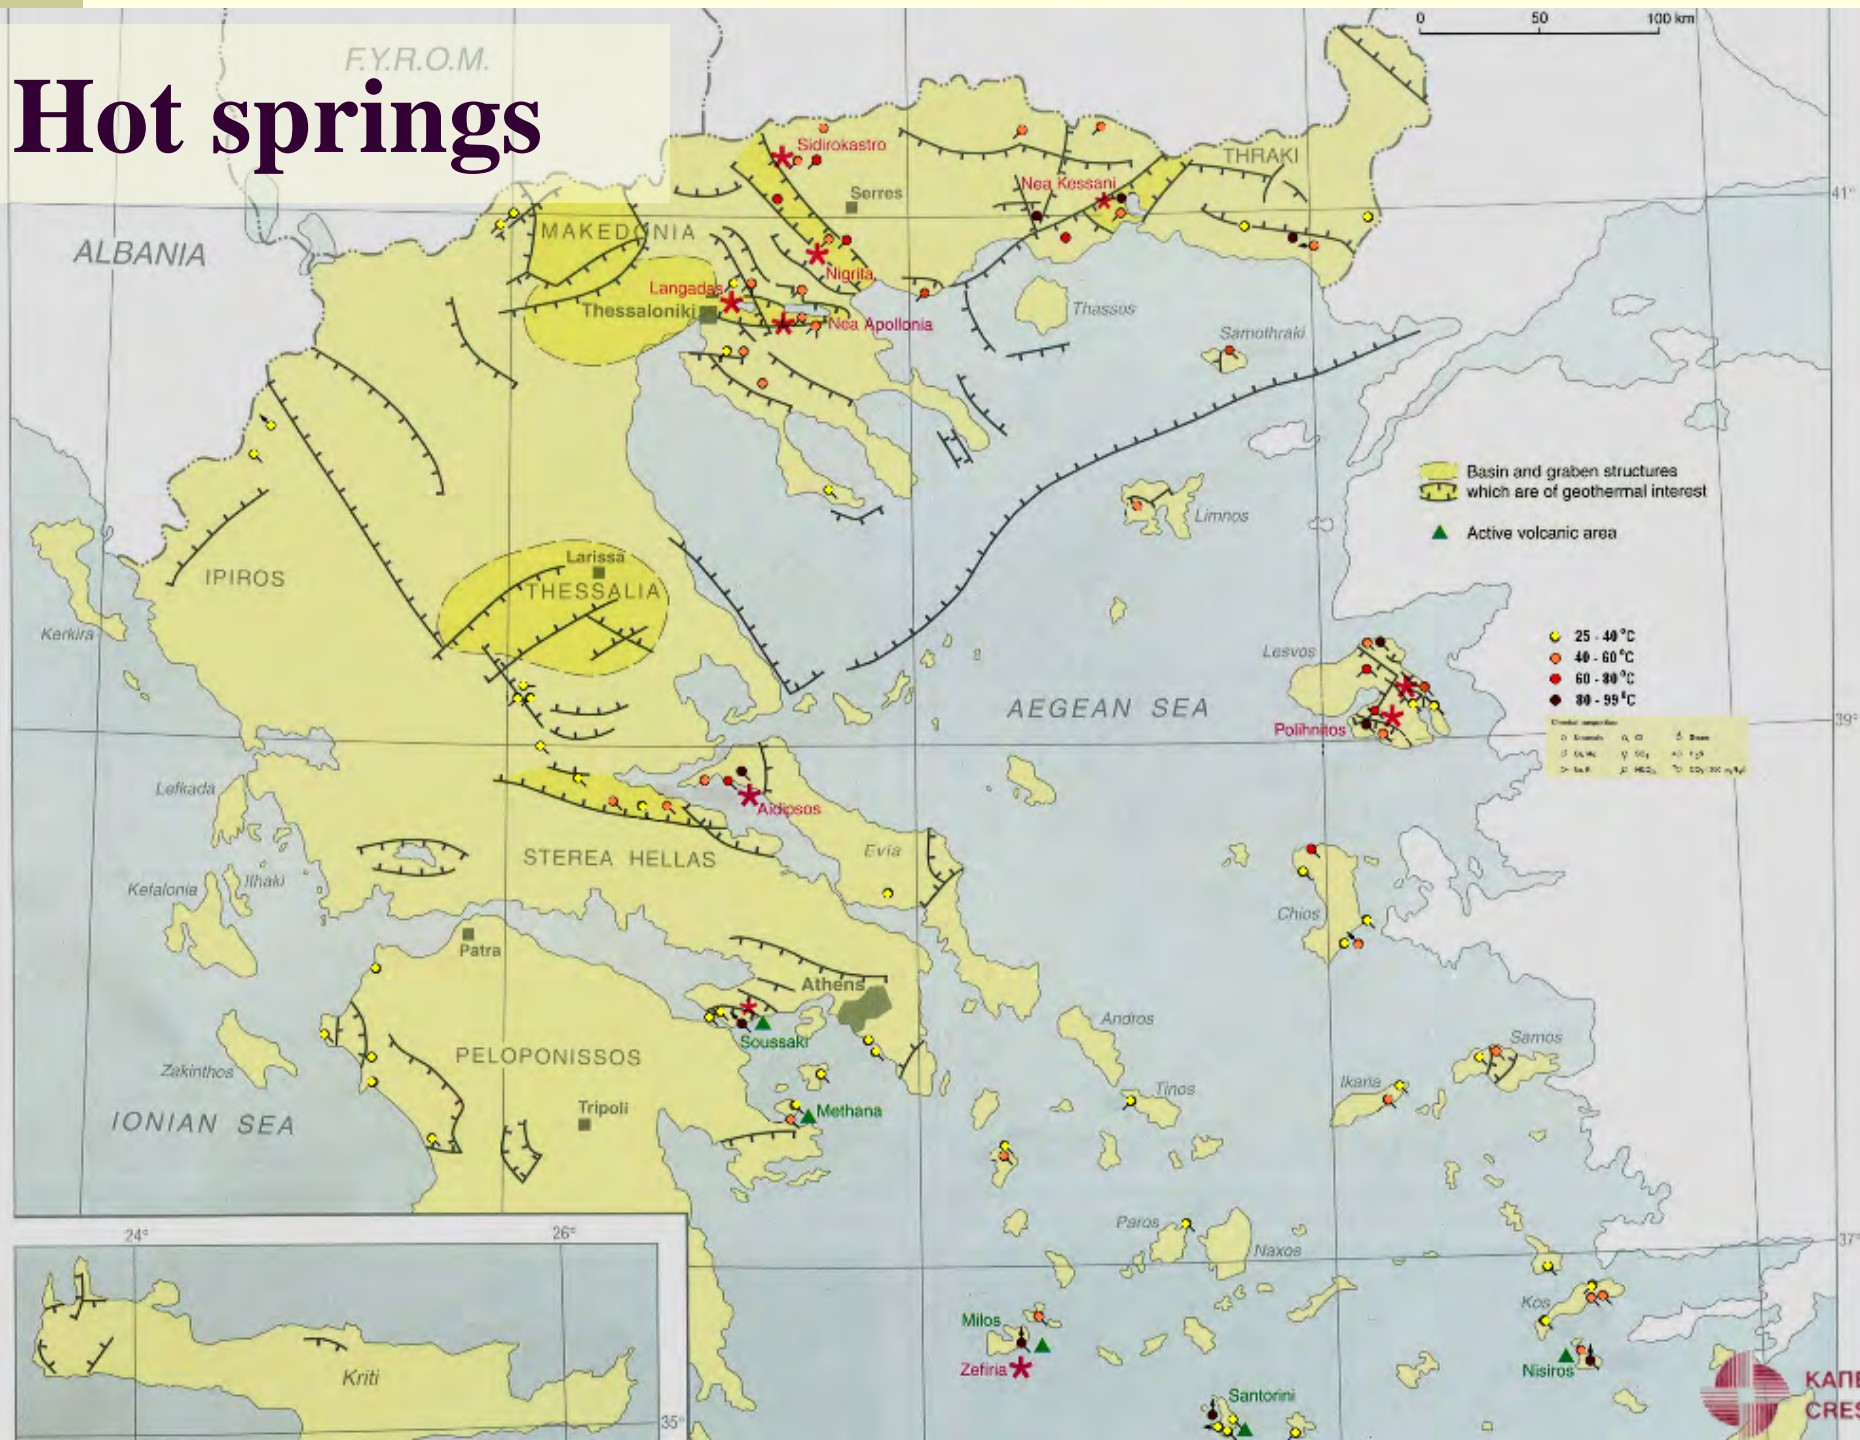 Hot springs
F.Y.R.O.M.
0 50 100 km
ALBANIA
Sidirokastro
Serres
Nea Kessani
THRAKI
41°
MAKEDONIA
Nigrita
Langadas
Thessaloniki
Nea Apollonia
Thassos
Samothraki
Basin and graben structures
which are of geothermal interest
Limnos
Active volcanic area
IPIROS
Larissa
THESSALIA
Kerkira
Lesvos
25 - 40 °C
40 - 60 °C
60 - 80 °C
80 - 99 °C
AEGEAN SEA
39°
Polihnitos
Lefkada
Aidipsos
STEREA HELLAS
Evia
Kefalonia
Ithaki
Chios
Patra
Athens
Andros
Soussaki
Samos
PELOPONISSOS
Zakinthos
Ikaria
Tinos
IONIAN SEA
Tripoli
Methana
Paros
Naxos
37°
24° 26°
Kos
Milos
Zefiria
Nisiros
Kriti
Santorini
35°
ΚΑΠΕ
CRES